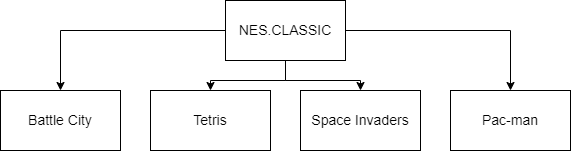 NES.CLASSIC
Battle City
Tetris
Space Invaders
Pac-man